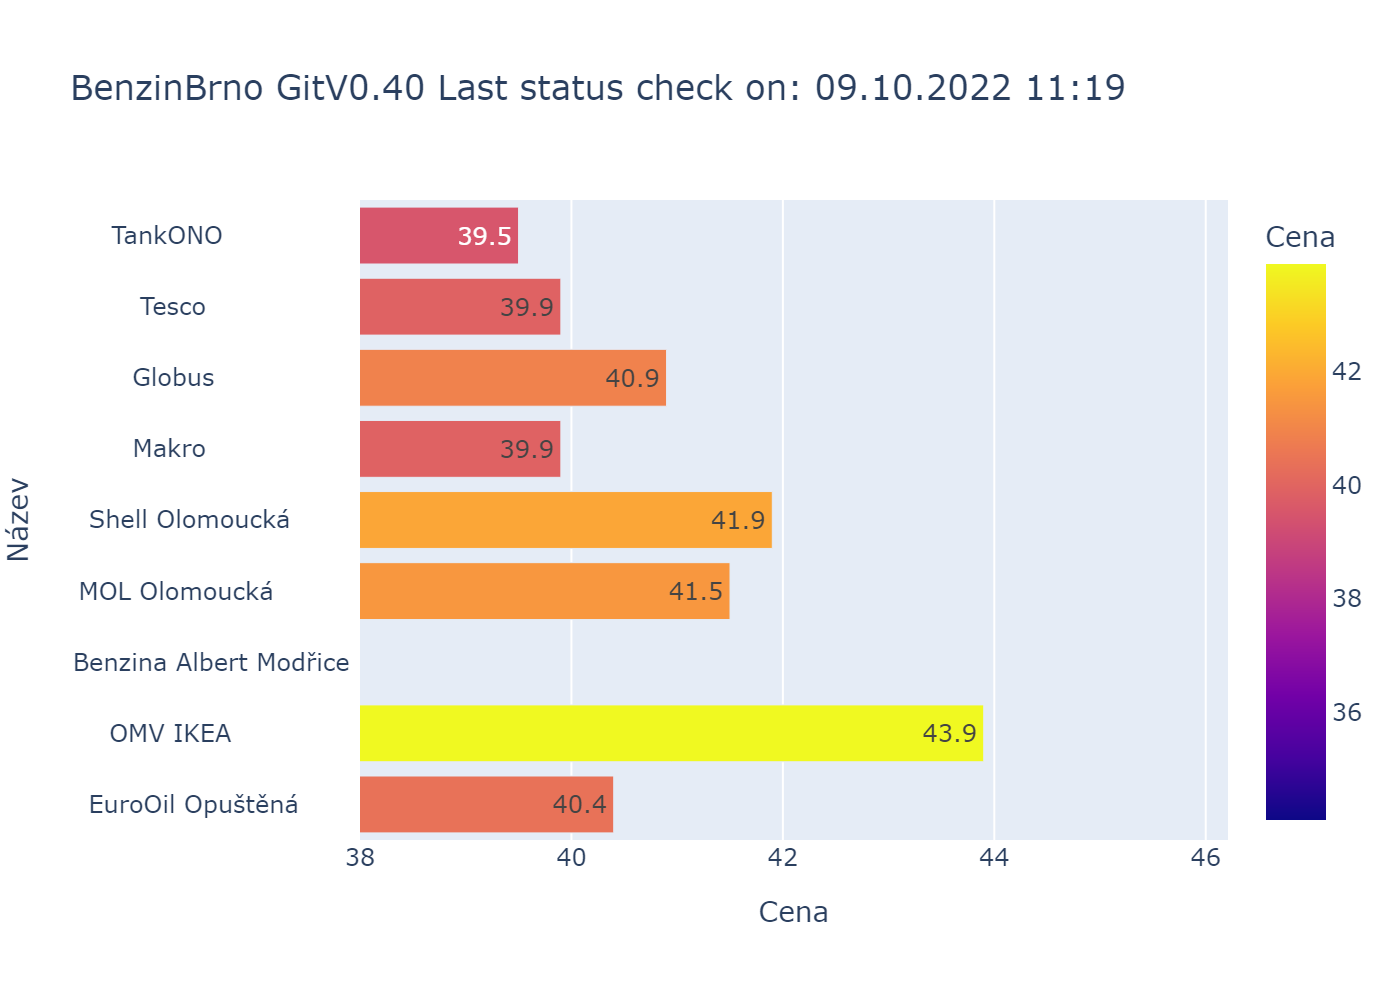 BenzinBrno GitV0.40 Last status check on: 09.10.2022 11:19
TankONO
39.5
Tesco
39.9
Globus
40.9
Makro
39.9
Shell Olomoucká
41.9
MOL Olomoucká
41.5
Benzina Albert Modřice
OMV IKEA
43.9
EuroOil Opuštěná
40.4
Název
38
40
42
44
46
Cena
Cena
42
40
38
36